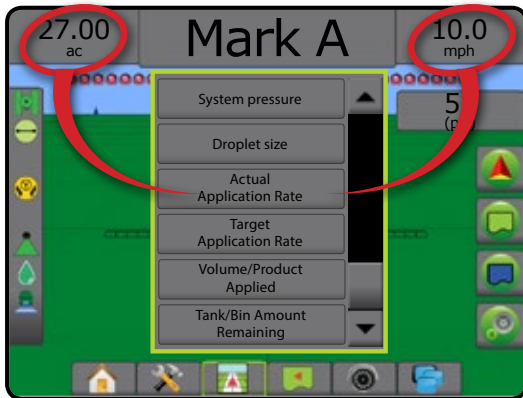 27.00
ac
Mark A
10.0
mph
5
System pressure
Droplet size
Actual
Application Rate
Target
Application Rate
Volume/Product
Applied
Tank/Bin Amount
Remaining